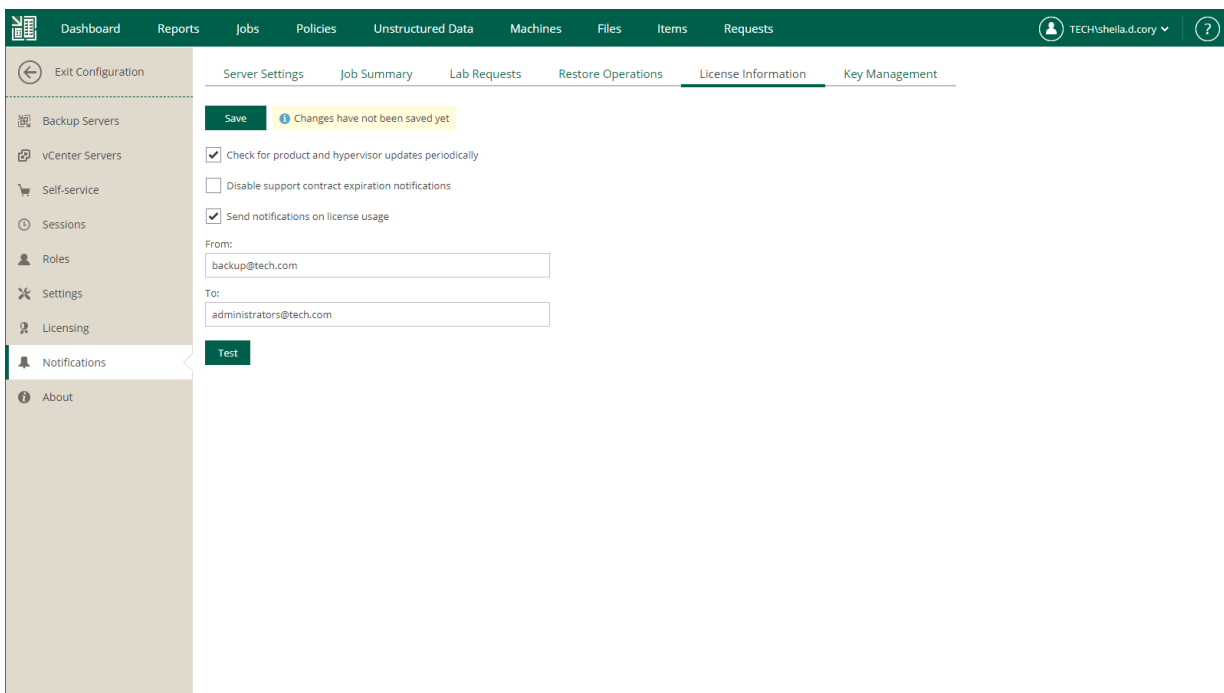 Dashboard Reports Jobs Policies Unstructured Data Machines Files Items Requests TECH\sheila.d.cory ?
Exit Configuration
Backup Servers
vCenter Servers
Self-service
Sessions
Roles
Settings
Licensing
Notifications
About
Server Settings Job Summary Lab Requests Restore Operations License Information Key Management
Save Changes have not been saved yet
Check for product and hypervisor updates periodically
Disable support contract expiration notifications
Send notifications on license usage
From:
backup@tech.com
To:
administrators@tech.com
Test